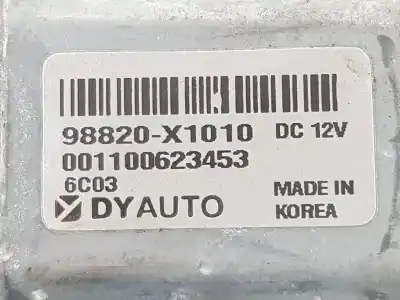 98820-X1010 DC 12V
001100623453
6C03
DYAUTO
MADE IN
KOREA